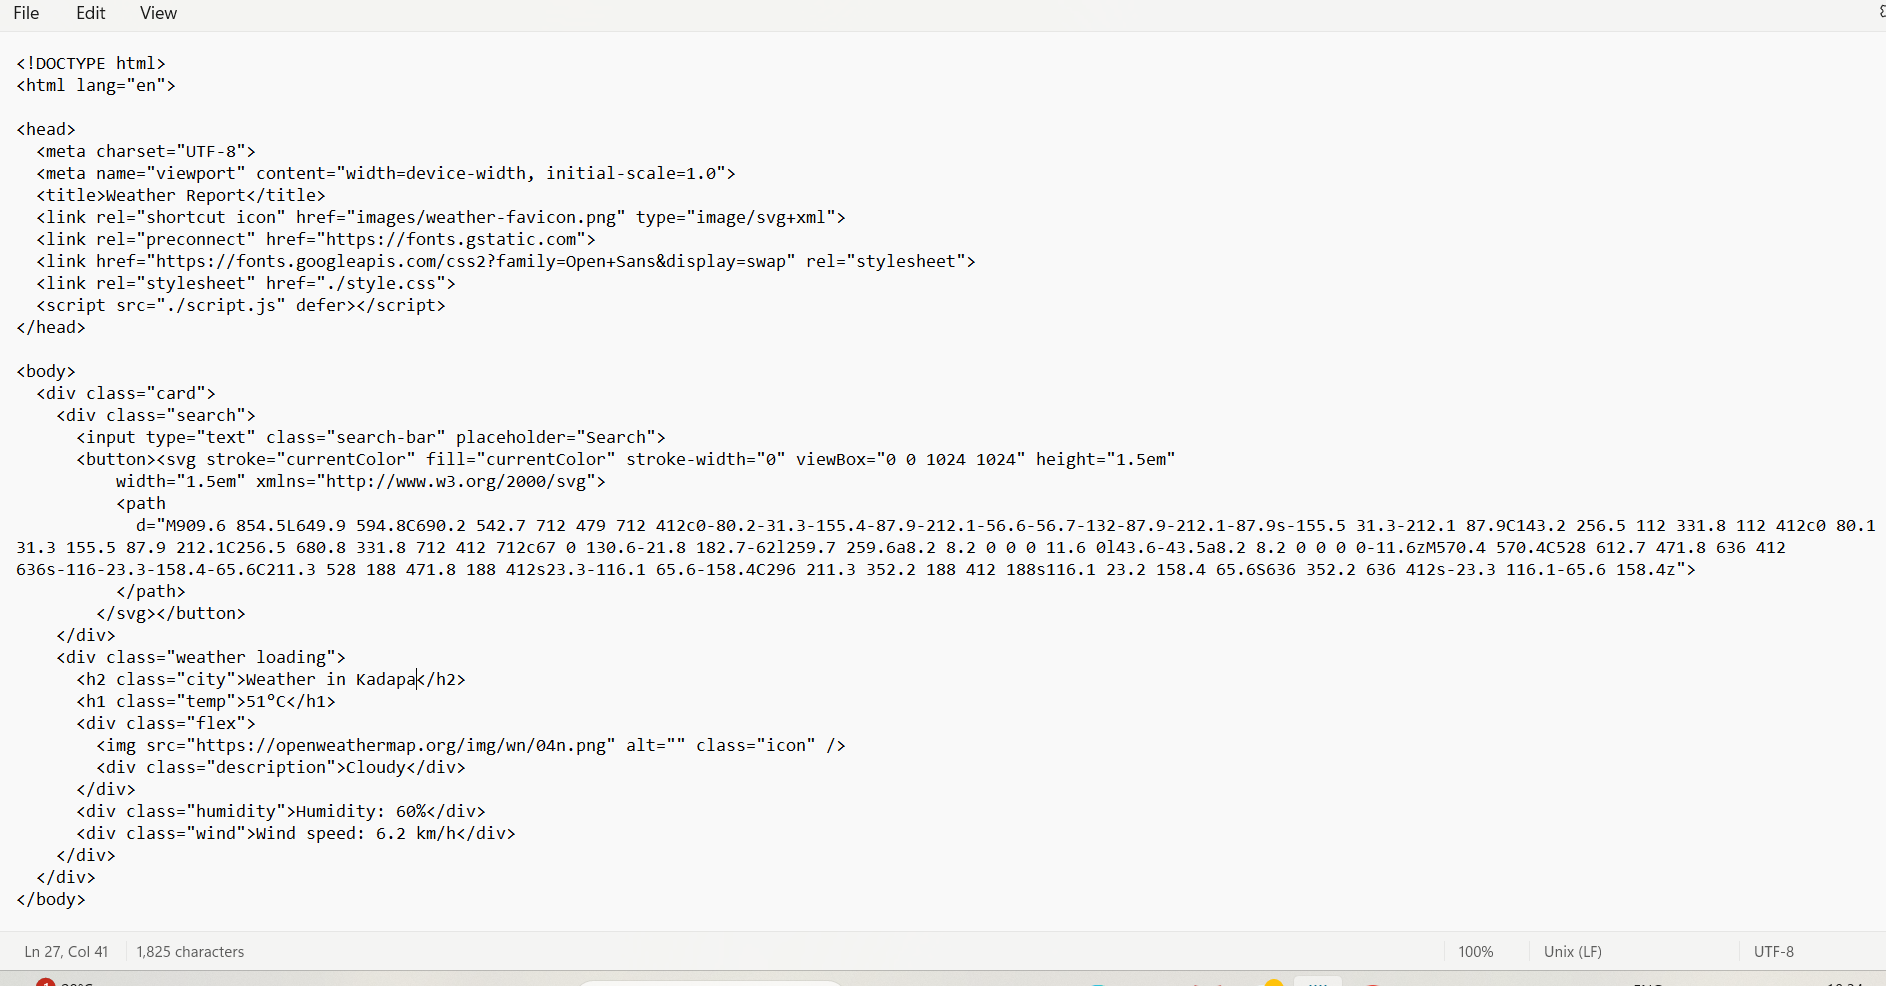 File Edit View
<!DOCTYPE html>
<html lang="en">
<head>
<meta charset="UTF-8">
<meta name="viewport" content="width=device-width, initial-scale=1.0">
<title>Weather Report</title>
<link rel="shortcut icon" href="images/weather-favicon.png" type="image/svg+xml">
<link rel="preconnect" href="https://fonts.gstatic.com">
<link href="https://fonts.googleapis.com/css2?family=Open+Sans&display=swap" rel="stylesheet">
<link rel="stylesheet" href="./style.css">
<script src="./script.js" defer></script>
</head>
<body>
<div class="card">
<div class="search">
<input type="text" class="search-bar" placeholder="Search">
<button><svg stroke="currentColor" fill="currentColor" stroke-width="0" viewBox="0 0 1024 1024" height="1.5em"
width="1.5em" xmlns="http://www.w3.org/2000/svg">
<path
d="M909.6 854.5L649.9 594.8C690.2 542.7 712 479 712 412c0-80.2-31.3-155.4-87.9-212.1-56.6-56.7-132-87.9-212.1-87.9s-155.5 31.3-212.1 87.9C143.2 256.5 112 331.8 112 412c0 80.1
31.3 155.5 87.9 212.1C256.5 680.8 331.8 712 412 712c67 0 130.6-21.8 182.7-62l259.7 259.6a8.2 8.2 0 0 0 11.6 0l43.6-43.5a8.2 8.2 0 0 0 0-11.6zM570.4 570.4C528 612.7 471.8 636 412
636s-116-23.3-158.4-65.6C211.3 528 188 471.8 188 412s23.3-116.1 65.6-158.4C296 211.3 352.2 188 412 188s116.1 23.2 158.4 65.6S636 352.2 636 412s-23.3 116.1-65.6 158.4z">
</path>
</svg></button>
</div>
<div class="weather loading">
<h2 class="city">Weather in Kadapa</h2>
<h1 class="temp">51°C</h1>
<div class="flex">
<img src="https://openweathermap.org/img/wn/04n.png" alt="" class="icon" />
<div class="description">Cloudy</div>
</div>
<div class="humidity">Humidity: 60%</div>
<div class="wind">Wind speed: 6.2 km/h</div>
</div>
</div>
</body>
Ln 27, Col 41 1,825 characters 100% Unix (LF) UTF-8